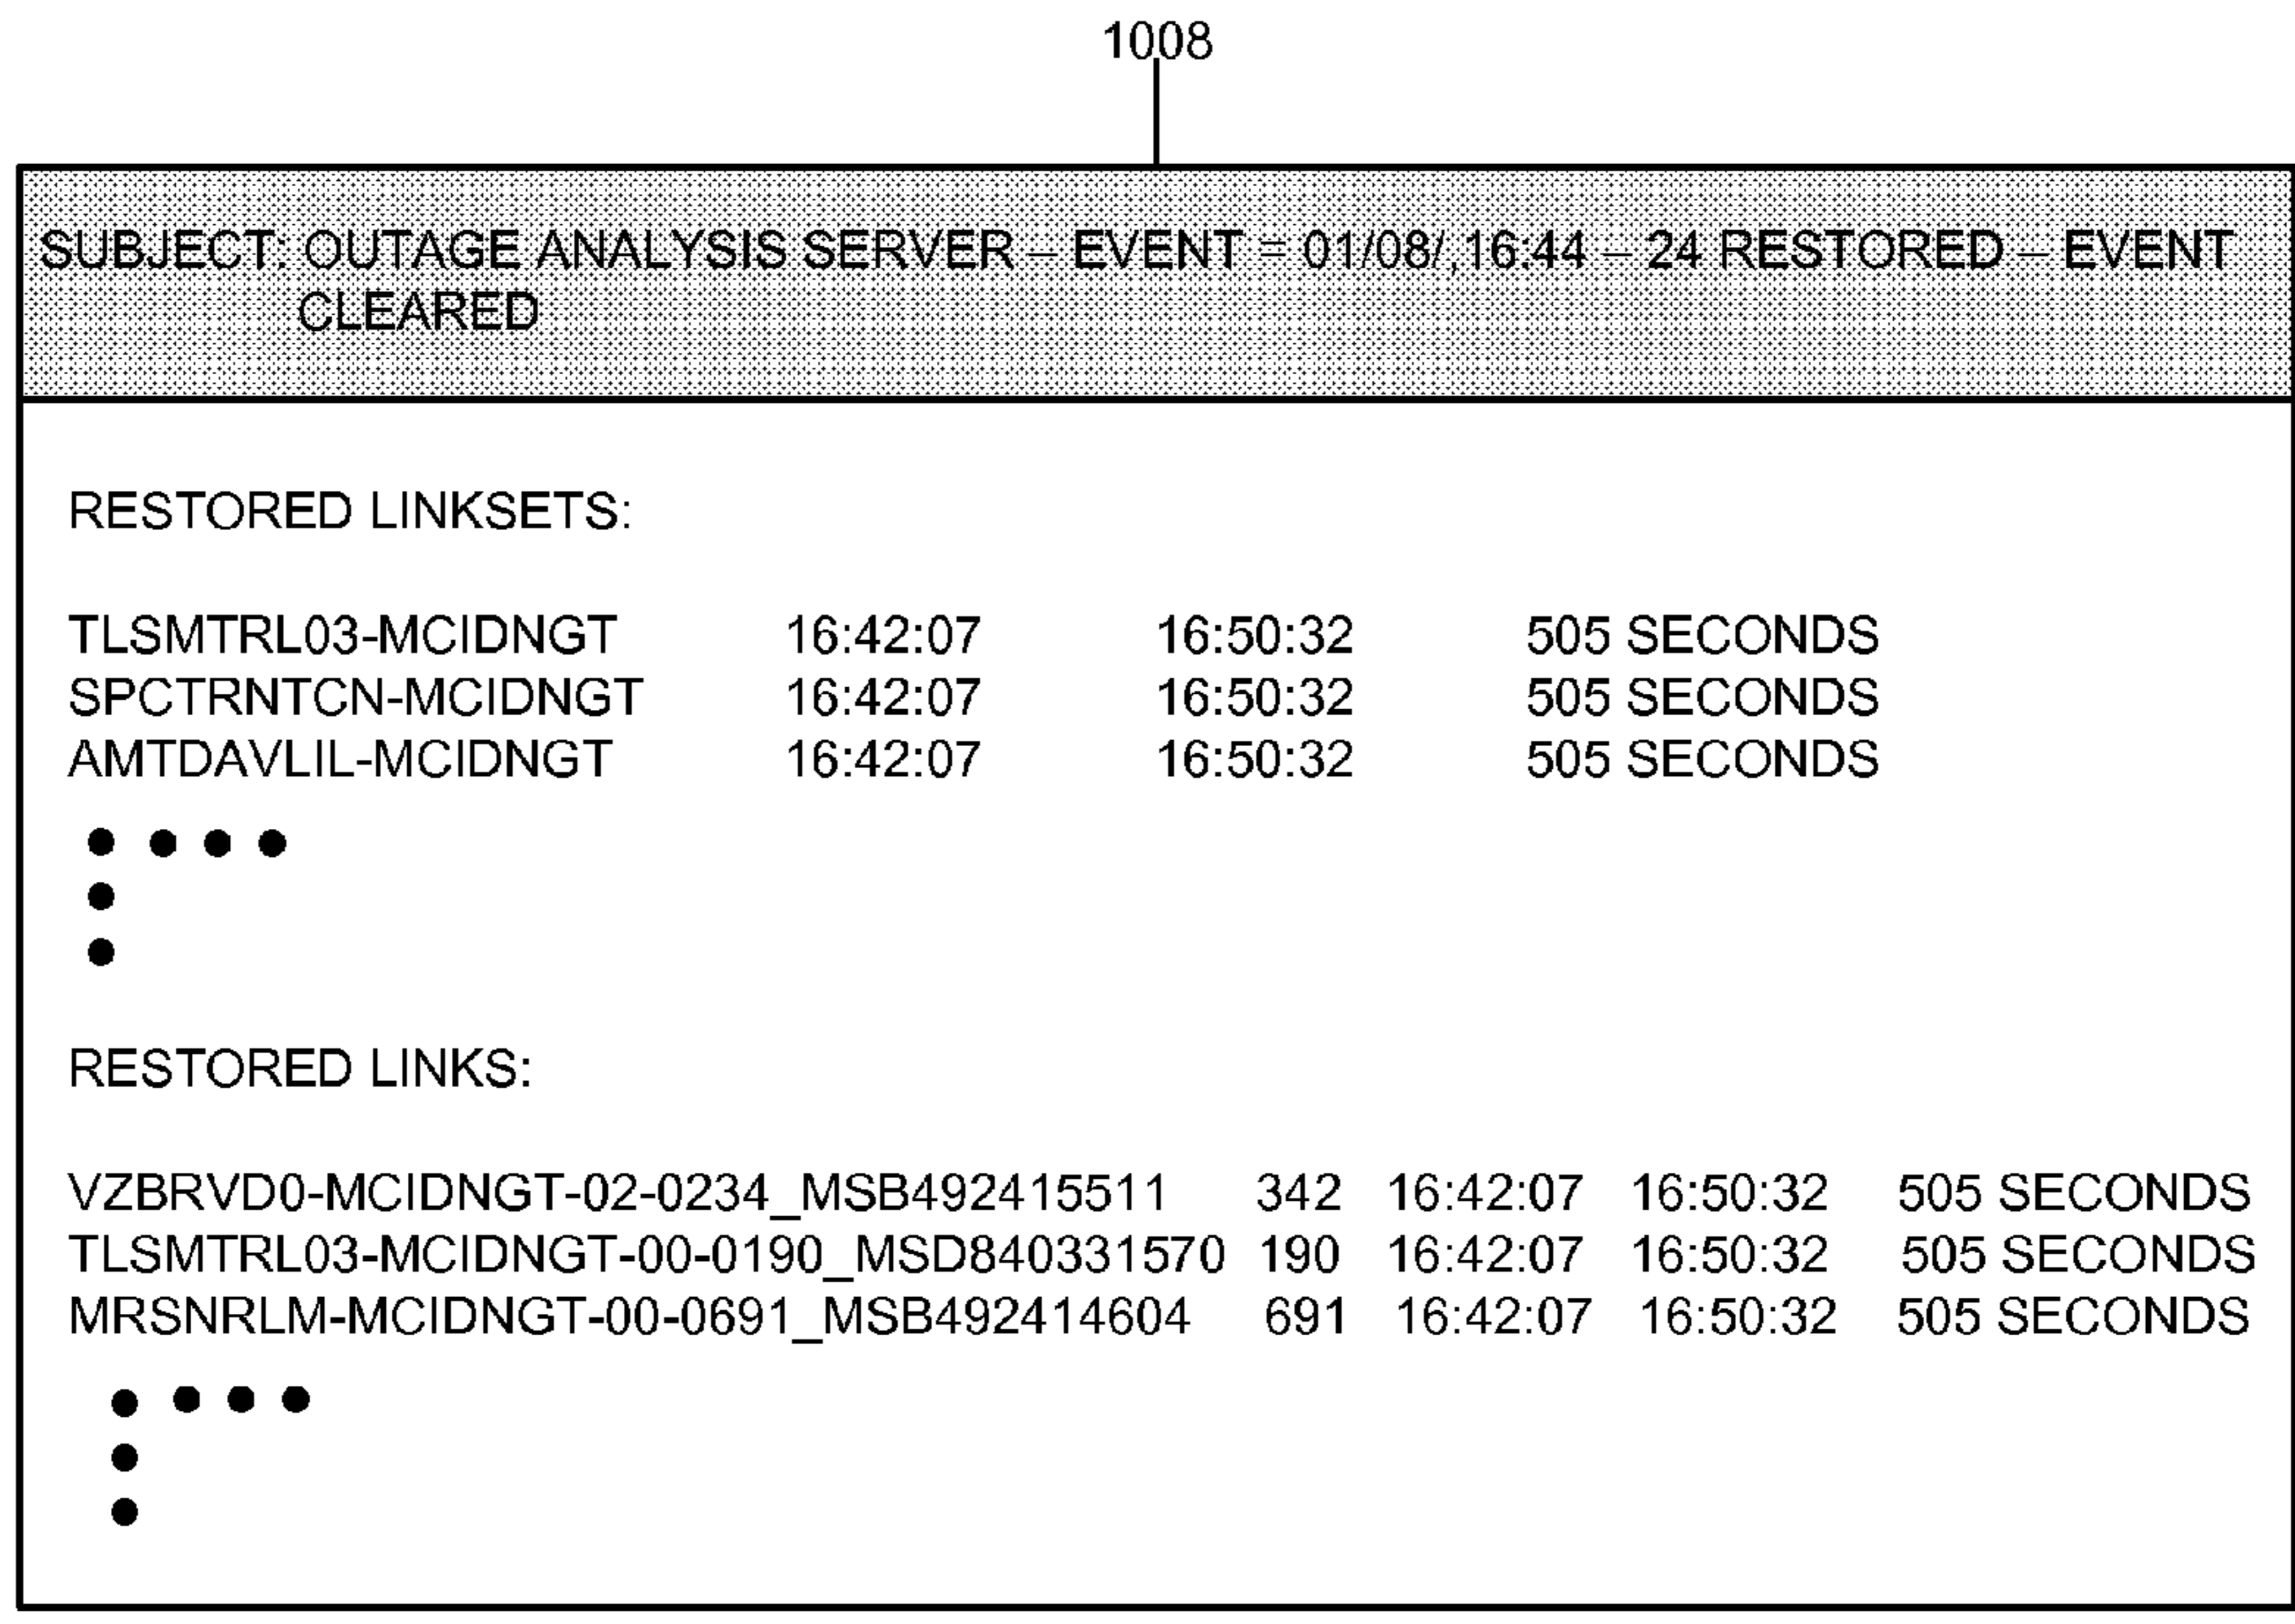 1008
SUBJECT: OUTAGE ANALYSIS SERVER – EVENT = 01/08/,16:44 – 24 RESTORED – EVENT
CLEARED
RESTORED LINKSETS:
TLSMTRL03-MCIDNGT 16:42:07 16:50:32 505 SECONDS
SPCTRNTCN-MCIDNGT 16:42:07 16:50:32 505 SECONDS
AMTDAVLIL-MCIDNGT 16:42:07 16:50:32 505 SECONDS
RESTORED LINKS:
VZBRVD0-MCIDNGT-02-0234_MSB492415511 342 16:42:07 16:50:32 505 SECONDS
TLSMTRL03-MCIDNGT-00-0190_MSD840331570 190 16:42:07 16:50:32 505 SECONDS
MRSNRLM-MCIDNGT-00-0691_MSB492414604 691 16:42:07 16:50:32 505 SECONDS